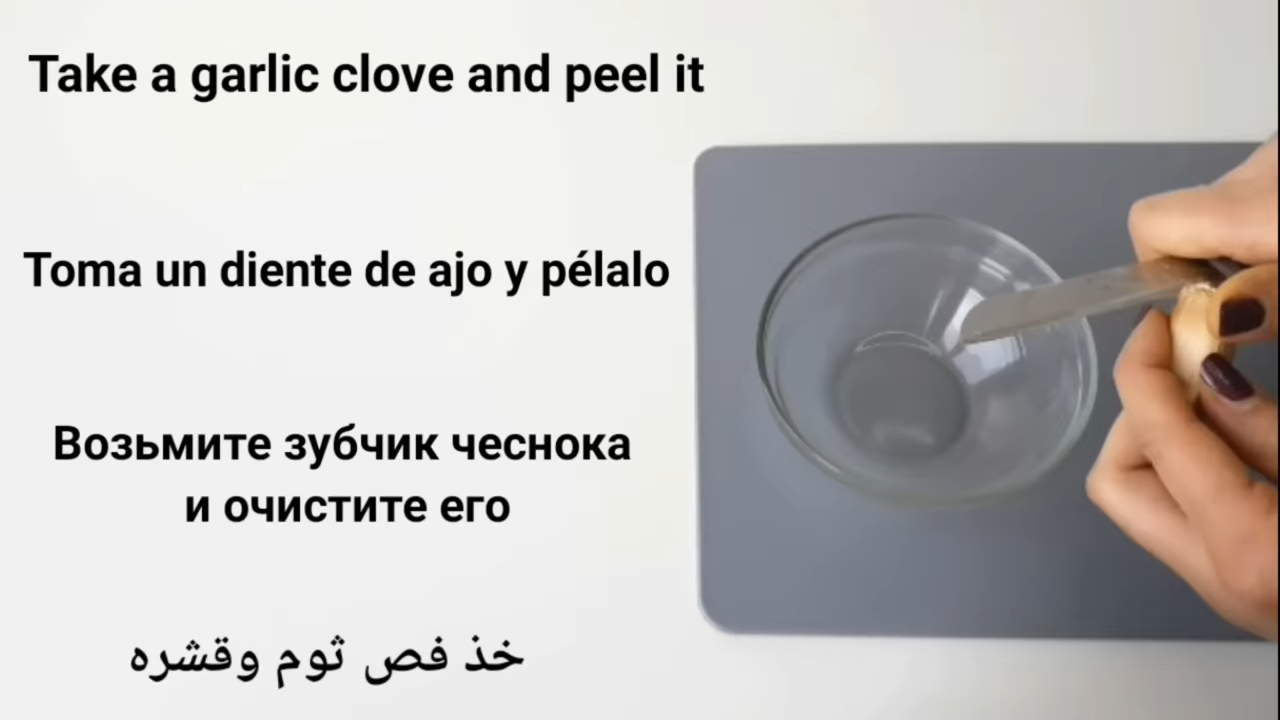 Take a garlic clove and peel it
Toma un diente de ajo y pélalo
Возьмите зубчик чеснока
и очистите его
خذ فص ثوم وقشره